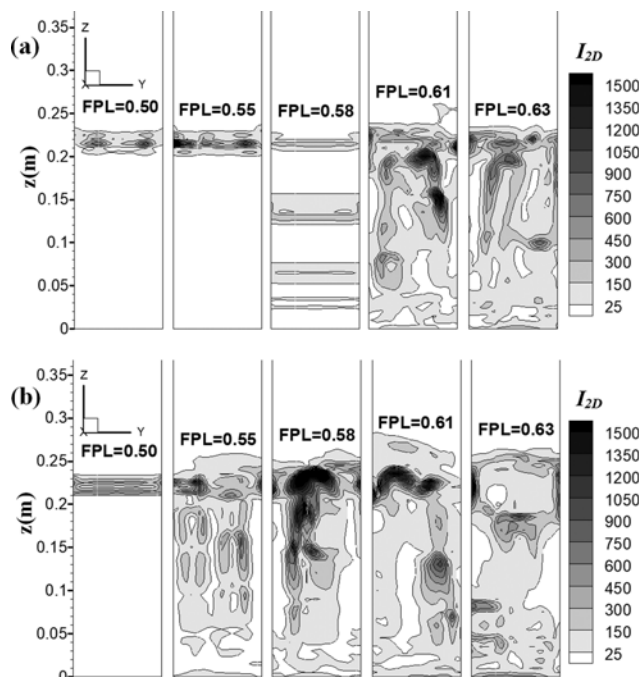 (a)
0.35
0.3
0.25
0.2
0.15
0.1
0.05
0
z(m)
Z
X
Y
FPL=0.50
FPL=0.55
FPL=0.58
FPL=0.61
FPL=0.63
I2D
1500
1350
1200
1050
900
750
600
450
300
150
25
(b)
0.35
0.3
0.25
0.2
0.15
0.1
0.05
0
z(m)
Z
X
Y
FPL=0.50
FPL=0.55
FPL=0.58
FPL=0.61
FPL=0.63
I2D
1500
1350
1200
1050
900
750
600
450
300
150
25